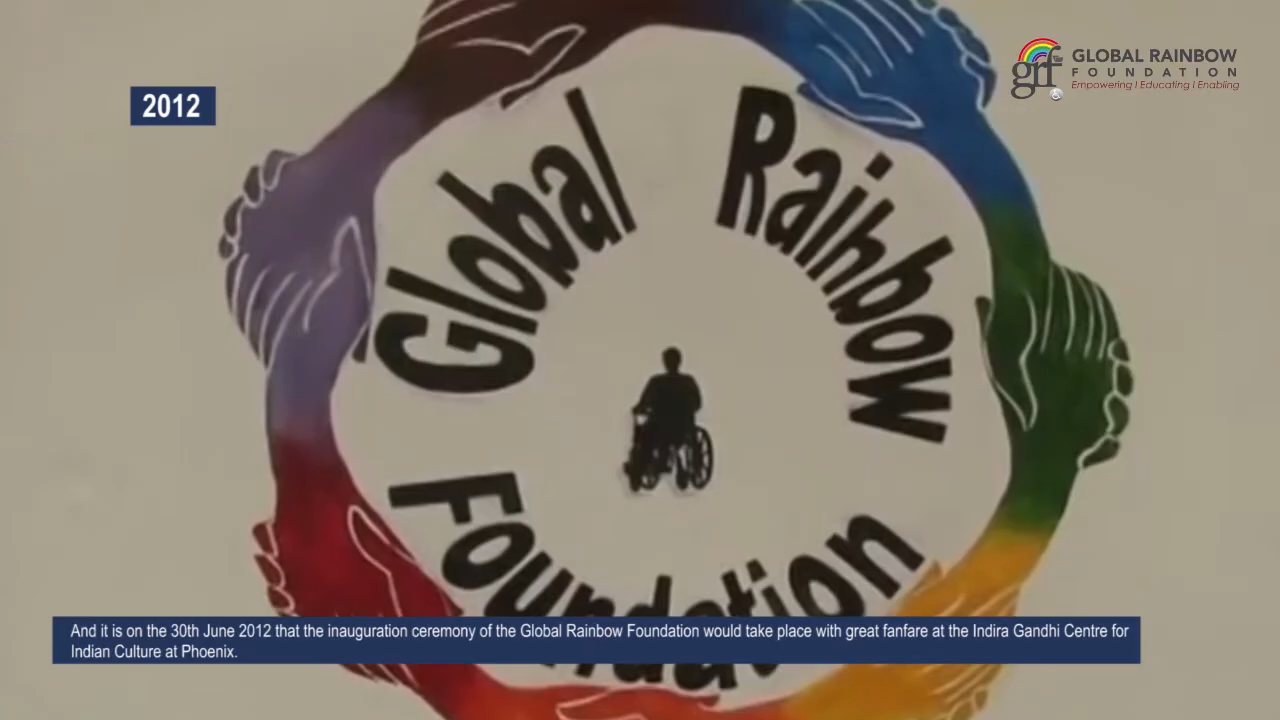 2012
grf
GLOBAL RAINBOW
FOUNDATION
Empowering | Educating | Enabling
Global Rainbow
Foundation
And it is on the 30th June 2012 that the inauguration ceremony of the Global Rainbow Foundation would take place with great fanfare at the Indira Gandhi Centre for
Indian Culture at Phoenix.